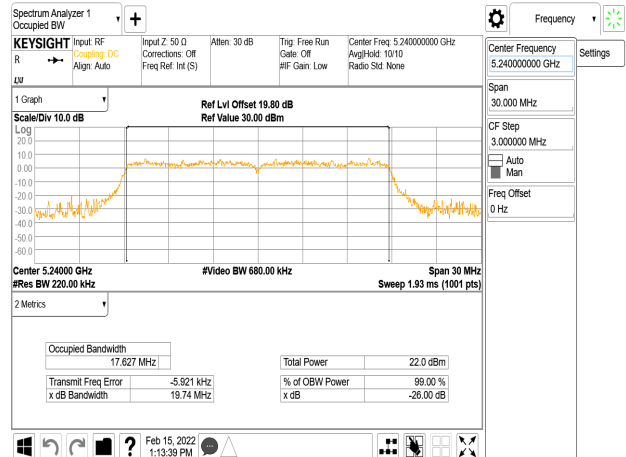 Spectrum Analyzer 1
Occupied BW
Frequency
KEYSIGHT
R
LXI
Input: RF
Coupling: DC
Align: Auto
Input Z: 50 Ω
Corrections: Off
Freq Ref: Int (S)
Atten: 30 dB
Trig: Free Run
Gate: Off
#IF Gain: Low
Center Freq: 5.240000000 GHz
Avg|Hold: 10/10
Radio Std: None
Center Frequency
5.240000000 GHz
Settings
Span
30.000 MHz
CF Step
3.000000 MHz
Auto
Man
Freq Offset
0 Hz
1 Graph
Scale/Div 10.0 dB
Ref Lvl Offset 19.80 dB
Ref Value 30.00 dBm
Log
20.0
10.0
0.00
-10.0
-20.0
-30.0
-40.0
-50.0
-60.0
Center 5.24000 GHz
#Video BW 680.00 kHz
Span 30 MHz
#Res BW 220.00 kHz
Sweep 1.93 ms (1001 pts)
2 Metrics
Occupied Bandwidth
17.627 MHz
Total Power 22.0 dBm
Transmit Freq Error -5.921 kHz
% of OBW Power 99.00 %
x dB Bandwidth 19.74 MHz
x dB -26.00 dB
?
Feb 15, 2022
1:13:39 PM